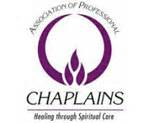 ASSOCIATION OF PROFESSIONAL
CHAPLAINS
Healing through Spiritual Care